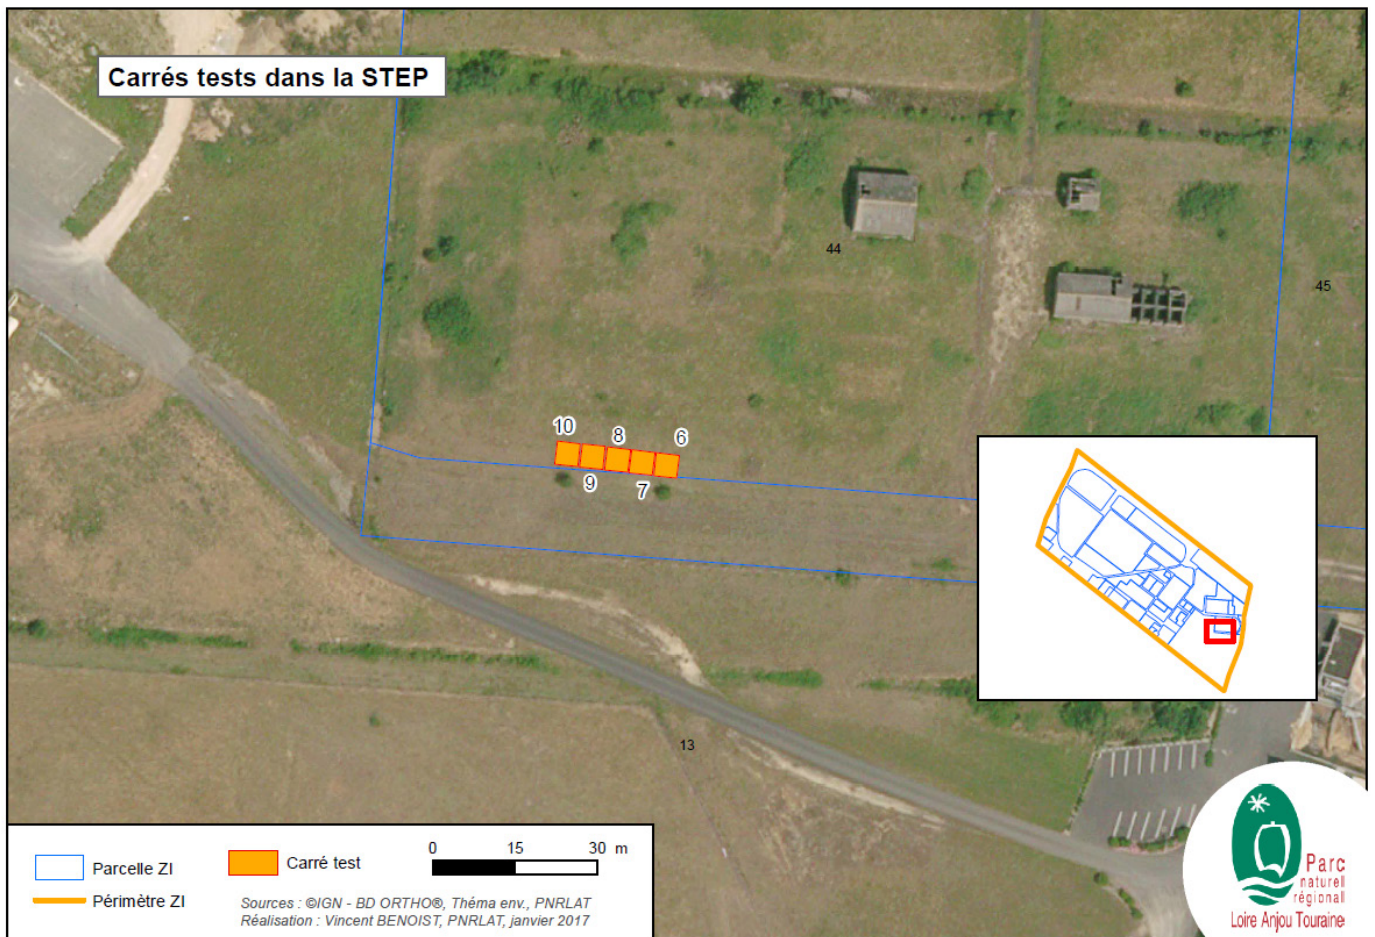 Carrés tests dans la STEP
44
45
10
8
6
9
7
13
Parcelle ZI
Périmètre ZI
Carré test
0 15 30 m
Sources : ©IGN - BD ORTHO®, Théma env., PNRLAT
Réalisation : Vincent BENOIST, PNRLAT, janvier 2017
Parc
naturel
régional
Loire Anjou Touraine